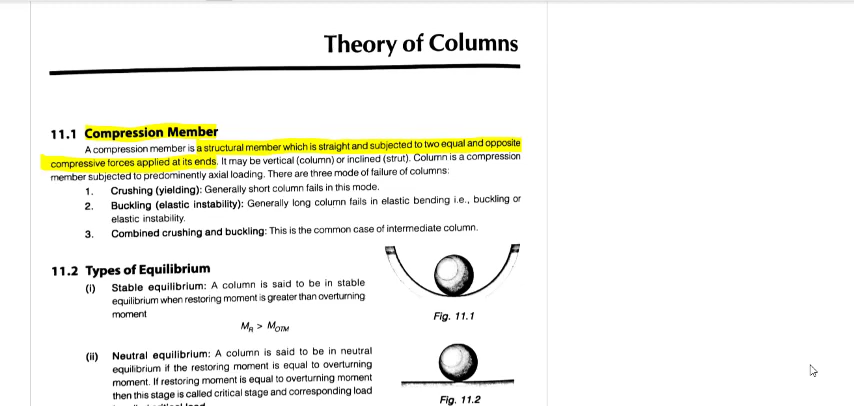 Theory of Columns
11.1 Compression Member
A compression member is a structural member which is straight and subjected to two equal and opposite
compressive forces applied at its ends. It may be vertical (column) or inclined (strut). Column is a compression
member subjected to predominently axial loading. There are three mode of failure of columns:
1. Crushing (yielding): Generally short column fails in this mode.
2. Buckling (elastic instability): Generally long column fails in elastic bending i.e., buckling or
elastic instability.
3. Combined crushing and buckling: This is the common case of intermediate column.
11.2 Types of Equilibrium
(i) Stable equilibrium: A column is said to be in stable
equilibrium when restoring moment is greater than overturning
moment
Fig. 11.1
M_R > M_OTM
(ii) Neutral equilibrium: A column is said to be in neutral
equilibrium if the restoring moment is equal to overturning
moment. If restoring moment is equal to overturning moment
then this stage is called critical stage and corresponding load
Fig. 11.2